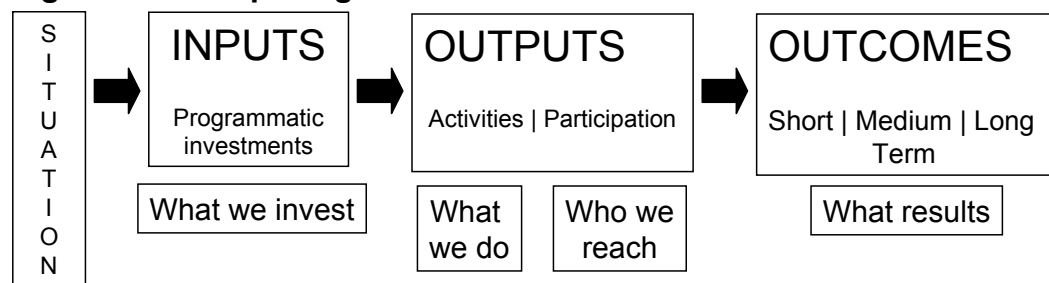 SITUATION
INPUTS
Programmatic
investments
What we invest
OUTPUTS
Activities | Participation
What
we do
Who we
reach
OUTCOMES
Short | Medium | Long
Term
What results